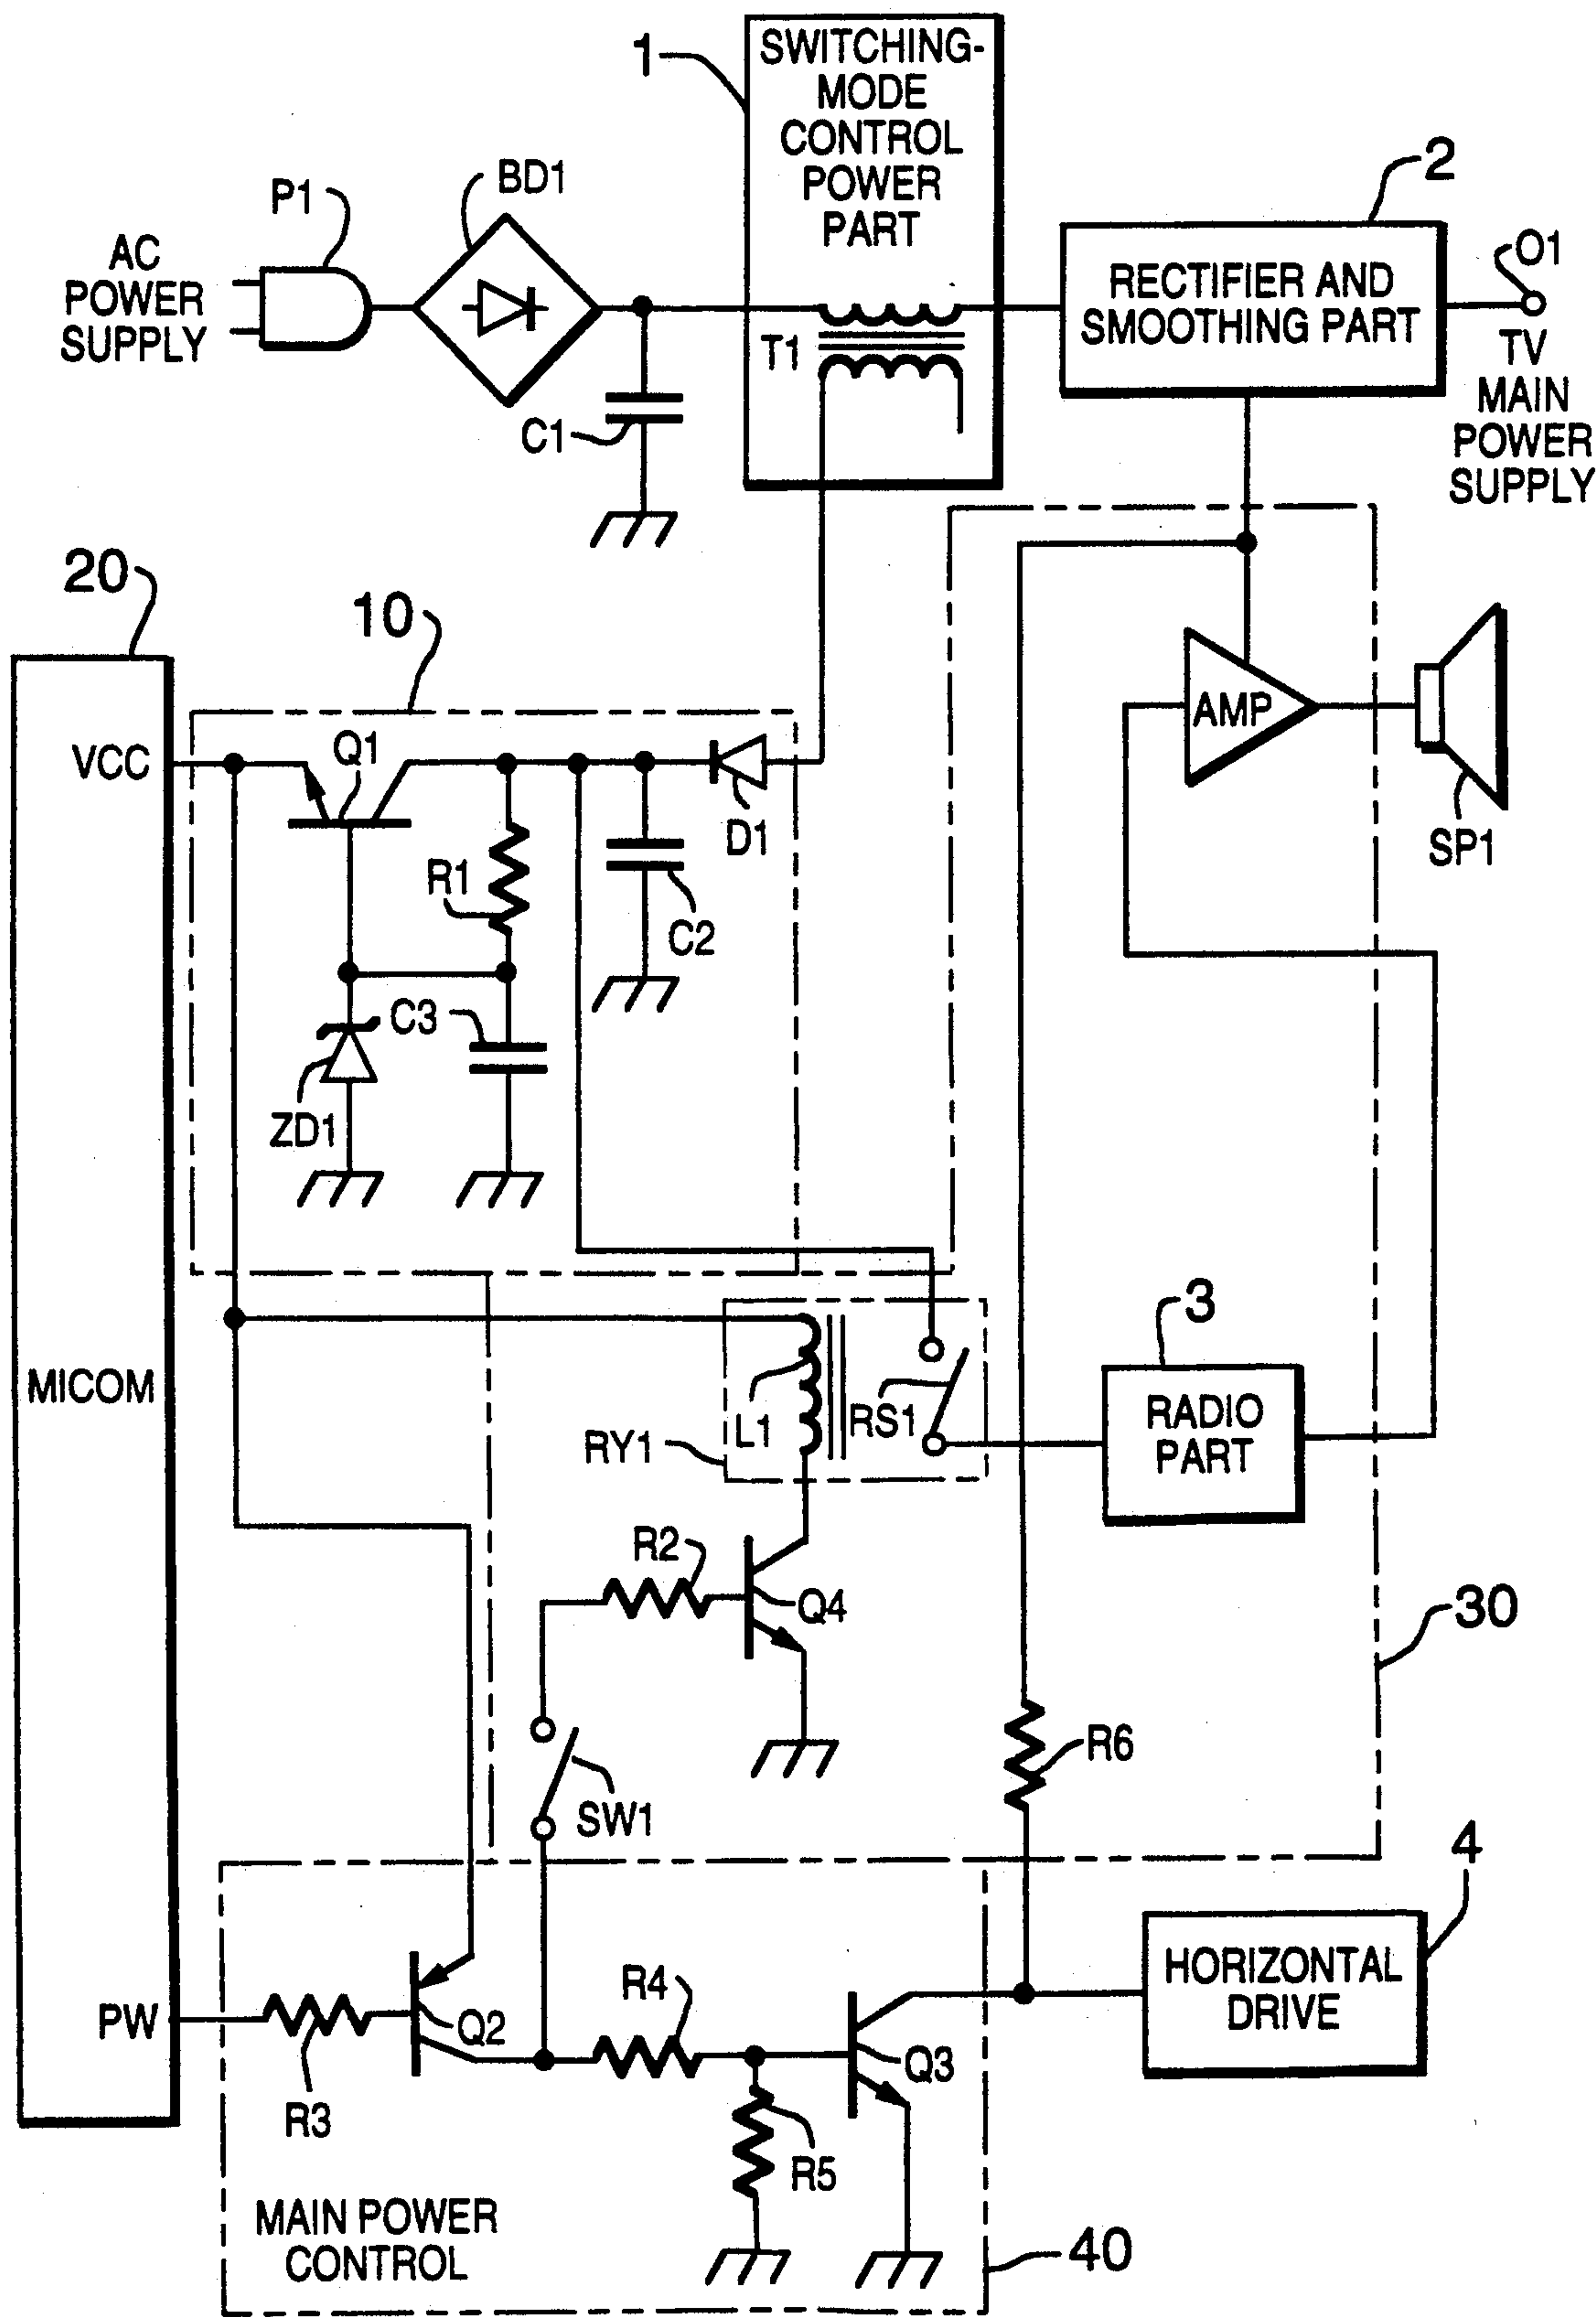 1
SWITCHING-
MODE
CONTROL
POWER
PART
2
P1
BD1
AC
POWER
SUPPLY
O1
RECTIFIER AND
SMOOTHING PART
T1
TV
MAIN
POWER
SUPPLY
C1
20
10
AMP
VCC
Q1
D1
SP1
R1
C2
C3
ZD1
3
MICOM
L1
RS1
RY1
RADIO
PART
R2
Q4
30
R6
SW1
4
HORIZONTAL
DRIVE
R4
PW
Q2
Q3
R3
R5
MAIN POWER
CONTROL
40